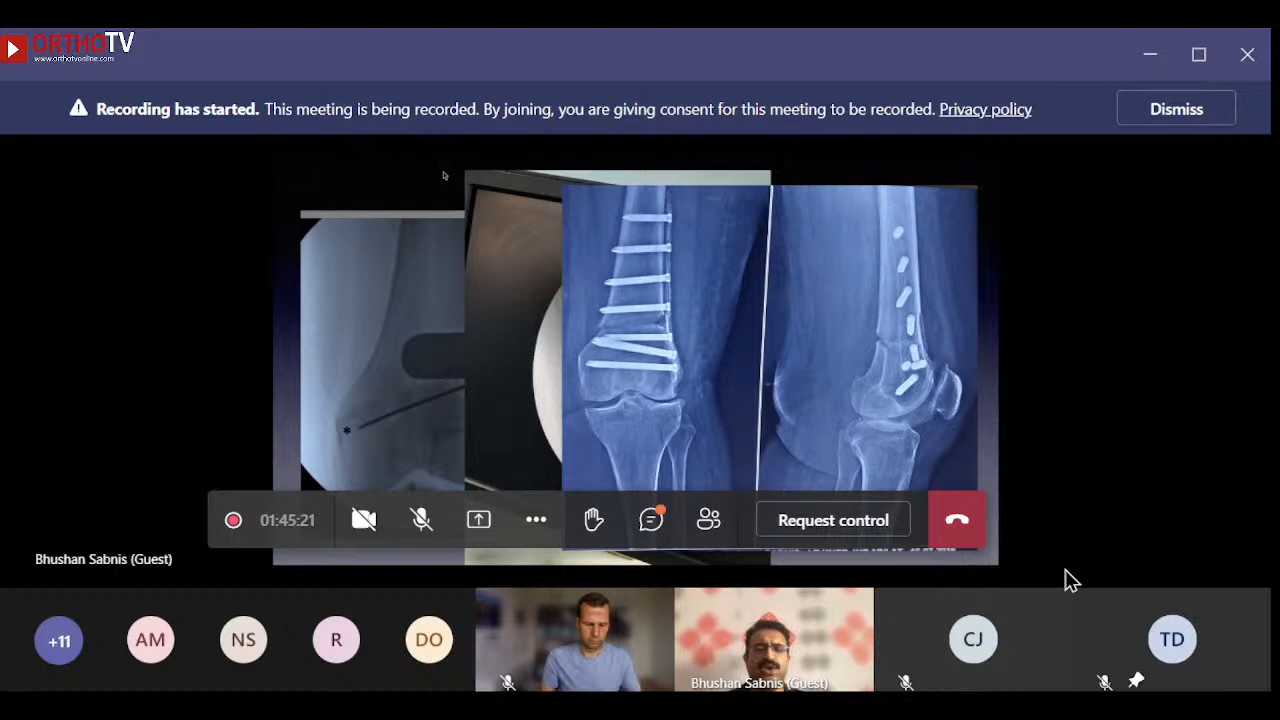 ORTHOTV
www.orthotvonline.com
Recording has started. This meeting is being recorded. By joining, you are giving consent for this meeting to be recorded. Privacy policy
Dismiss
*
01:45:21
Request control
Bhushan Sabnis (Guest)
+11
AM
NS
R
DO
Bhushan Sabnis (Guest)
CJ
TD